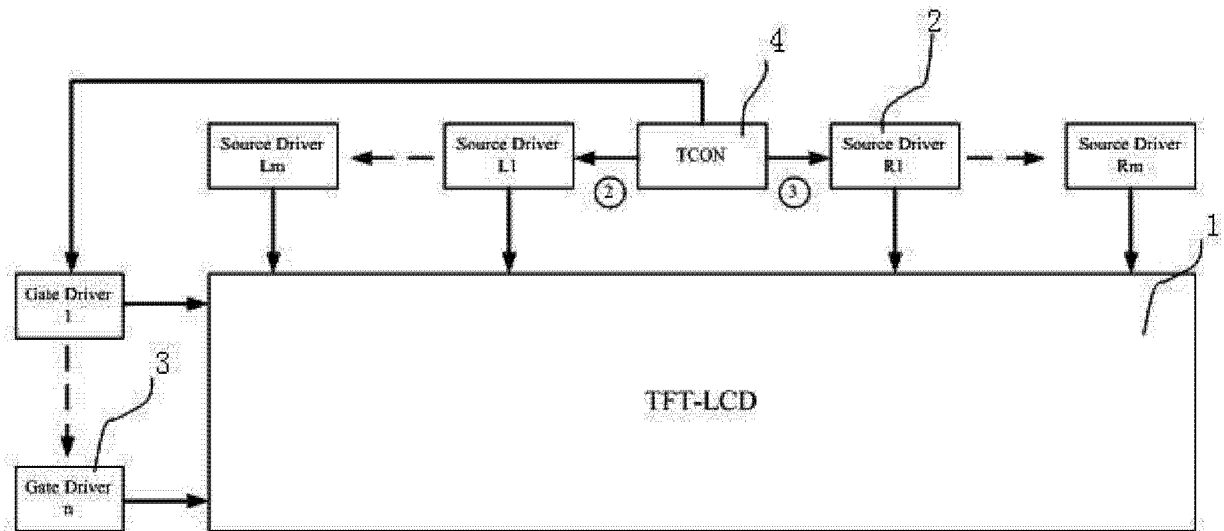 2
4
Source Driver
Lm
Source Driver
L1
TCON
Source Driver
R1
Source Driver
Rm
②
③
1
Gate Driver
1
3
TFT-LCD
Gate Driver
n